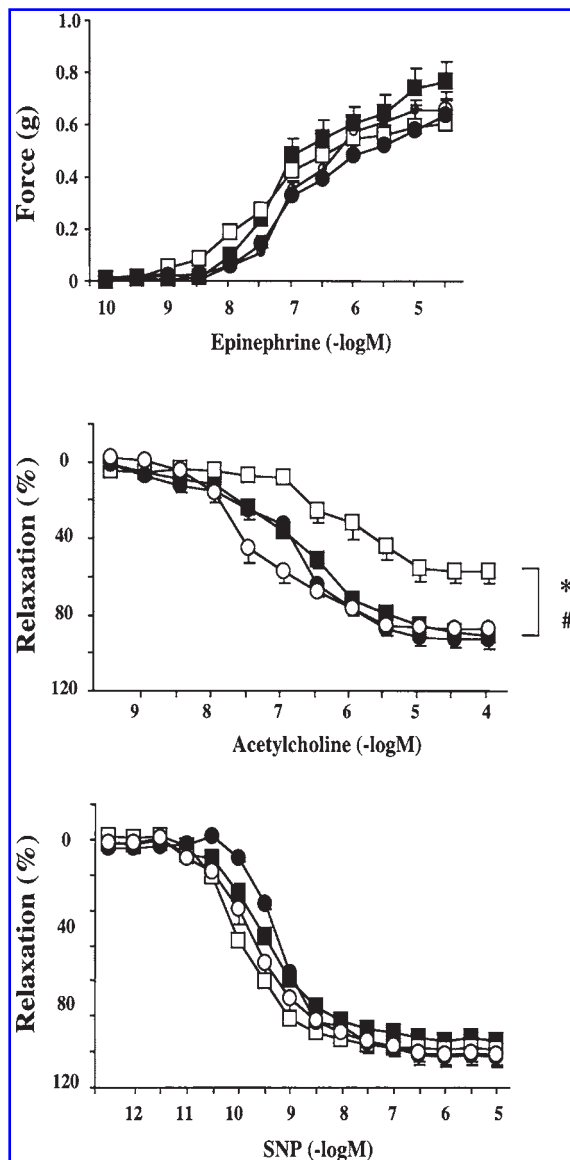 1.0
0.8
0.6
0.4
0.2
0
Force (g)
10 9 8 7 6 5
Epinephrine (-logM)
0
40
80
120
Relaxation (%)
*
#
9 8 7 6 5 4
Acetylcholine (-logM)
0
40
80
120
Relaxation (%)
12 11 10 9 8 7 6 5
SNP (-logM)